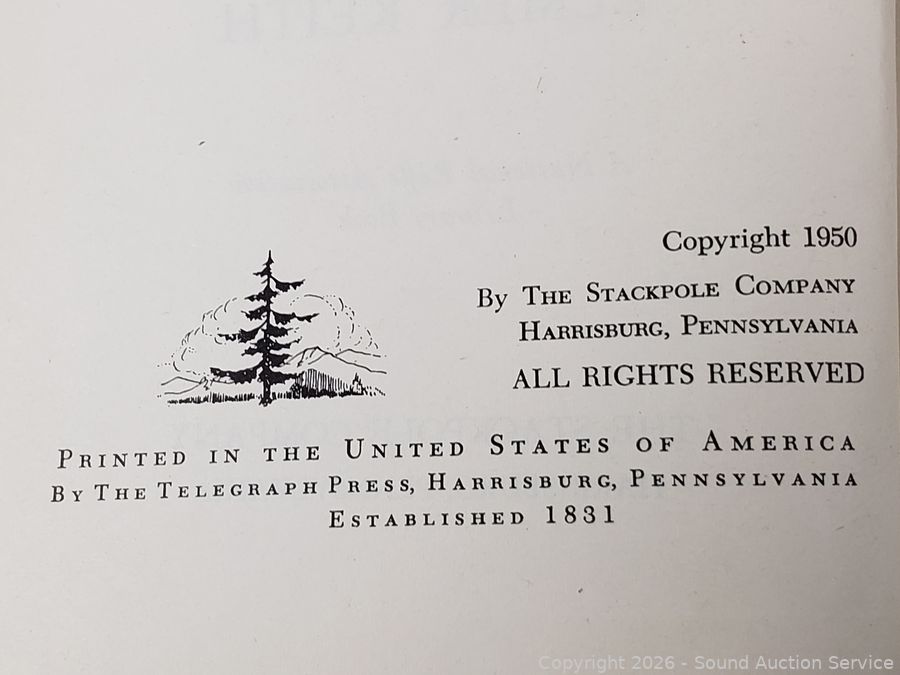 Copyright 1950
By The Stackpole Company
Harrisburg, Pennsylvania
ALL RIGHTS RESERVED
Printed in the United States of America
By The Telegraph Press, Harrisburg, Pennsylvania
Established 1831
Copyright 2026 - Sound Auction Service